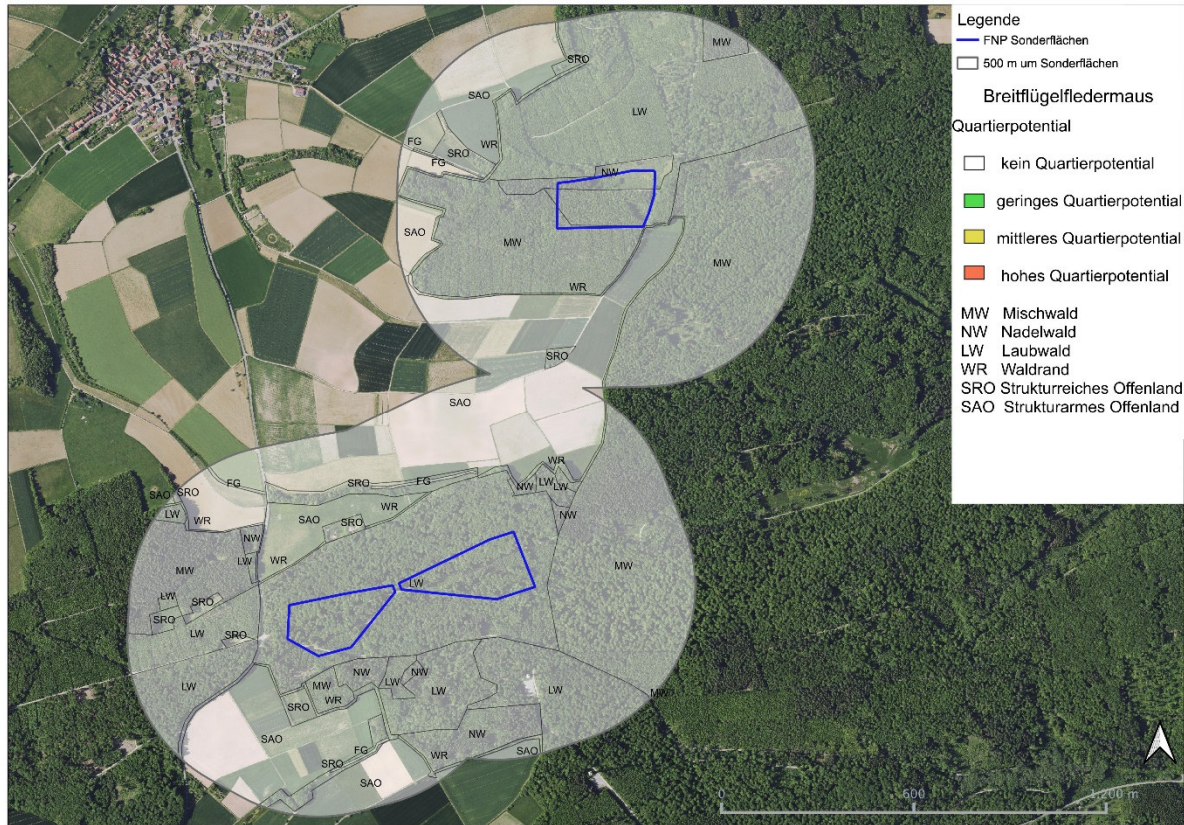 Legende
FNP Sonderflächen
500 m um Sonderflächen
Breitflügelfledermaus
Quartierpotential
kein Quartierpotential
geringes Quartierpotential
mittleres Quartierpotential
hohes Quartierpotential
MW Mischwald
NW Nadelwald
LW Laubwald
WR Waldrand
SRO Strukturreiches Offenland
SAO Strukturarmes Offenland
MW
SRO
SAO
LW
FG
SRO
WR
FG
NW
SAO
MW
MW
WR
SRO
SAO
WR
FG
SRO
FG
NW
LW
LW
SAO
SRO
LW
WR
SAO
SRO
WR
NW
NW
LW
WR
MW
MW
LW
LW
SRO
SRO
LW
SRO
LW
MW
NW
LW
NW
LW
LW
MW
SRO
WR
SAO
NW
FG
WR
SAO
SRO
SAO
0 600 1.200 m